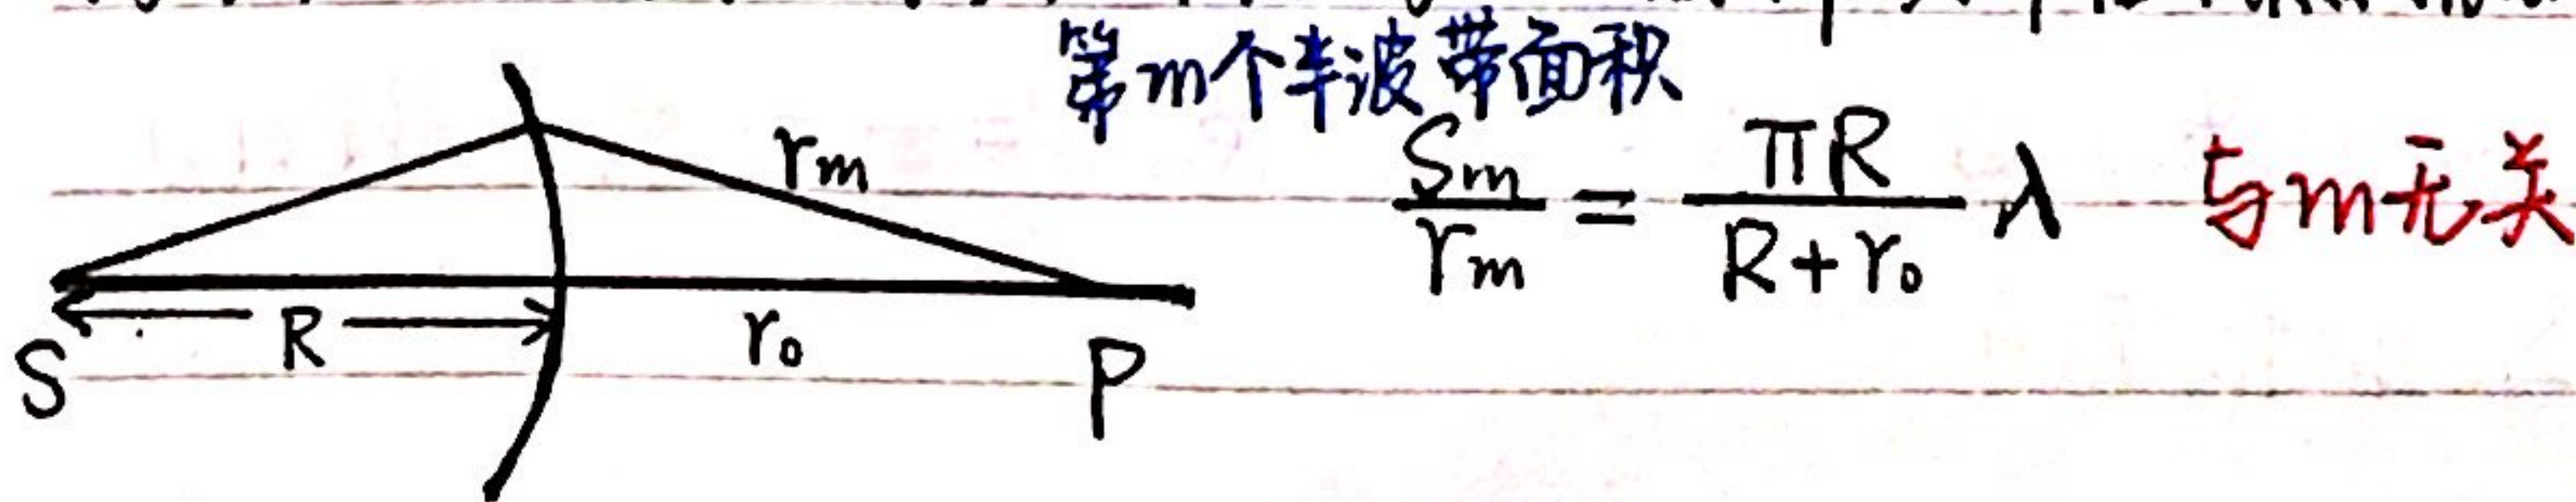 第m个半波带面积
rm
Sm/rm = πR/(R+r₀) λ 与m无关
R r₀
S P